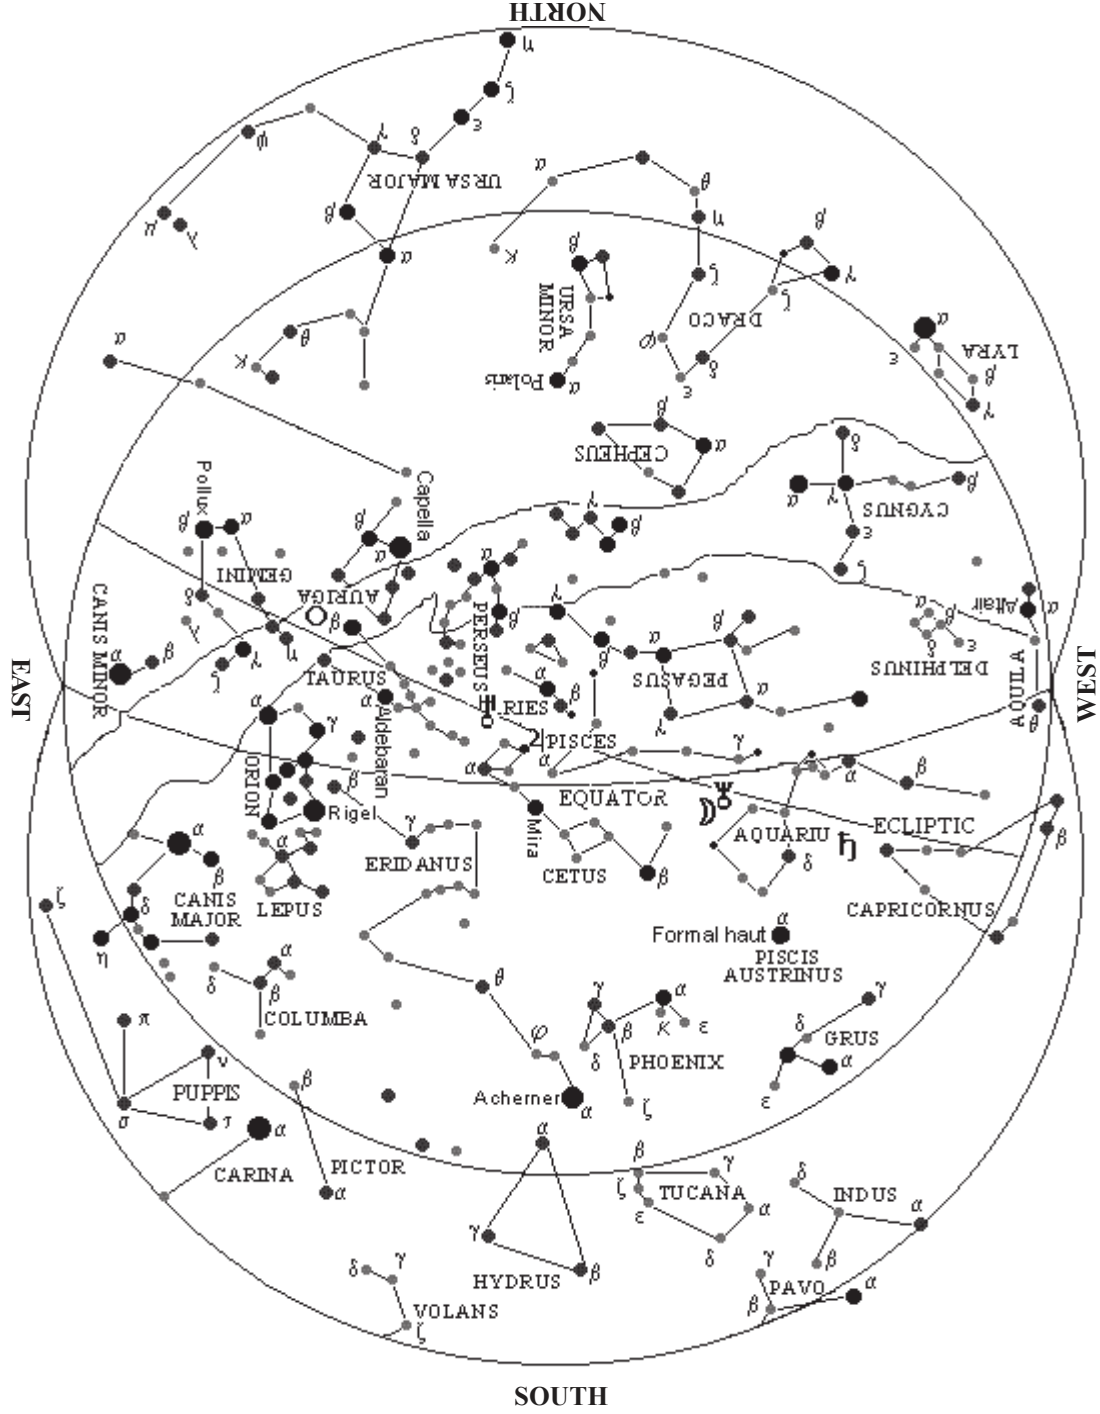 NORTH
η
ζ
ε
δ
γ
φ
URSA MAJOR
β
α
μ
λ
α
θ
η
κ
ζ
β
γ
ζ
β
URSA
MINOR
DRACO
φ
δ
ε
Polaris
α
θ
κ
α
α
ε
LYRA
β
γ
β
α
CEPHEUS
δ
α
γ
β
CYGNUS
ε
ζ
γ
β
Pollux
β
α
GEMINI
δ
λ
γ
η
ζ
Capella
β
α
AURIGA
β
α
PERSEUS
β
γ
β
α
β
PEGASUS
α
γ
Altair
α
DELPHINUS
β
γ
δ
ε
AQUILA
θ
CANIS MINOR
α
β
TAURUS
Aldebaran
α
γ
ORION
β
Rigel
EAST
WEST
α
β
RIES
PISCES
α
γ
α
EQUATOR
Mira
γ
ERIDANUS
CETUS
β
AQUARIU
α
β
δ
ECLIPTIC
β
CAPRICORNUS
α
β
CANIS
MAJOR
LEPUS
ζ
δ
η
α
Formal haut
PISCIS
AUSTRINUS
δ
α
β
COLUMBA
θ
φ
γ
α
β
κ
ε
δ
PHOENIX
ζ
γ
δ
GRUS
α
ε
π
ν
PUPPIS
σ
τ
β
Acherner
α
α
CARINA
PICTOR
α
α
γ
β
HYDRUS
β
γ
ζ
TUCANA
ε
α
δ
δ
INDUS
α
β
γ
PAVO
α
β
δ
γ
VOLANS
ζ
SOUTH